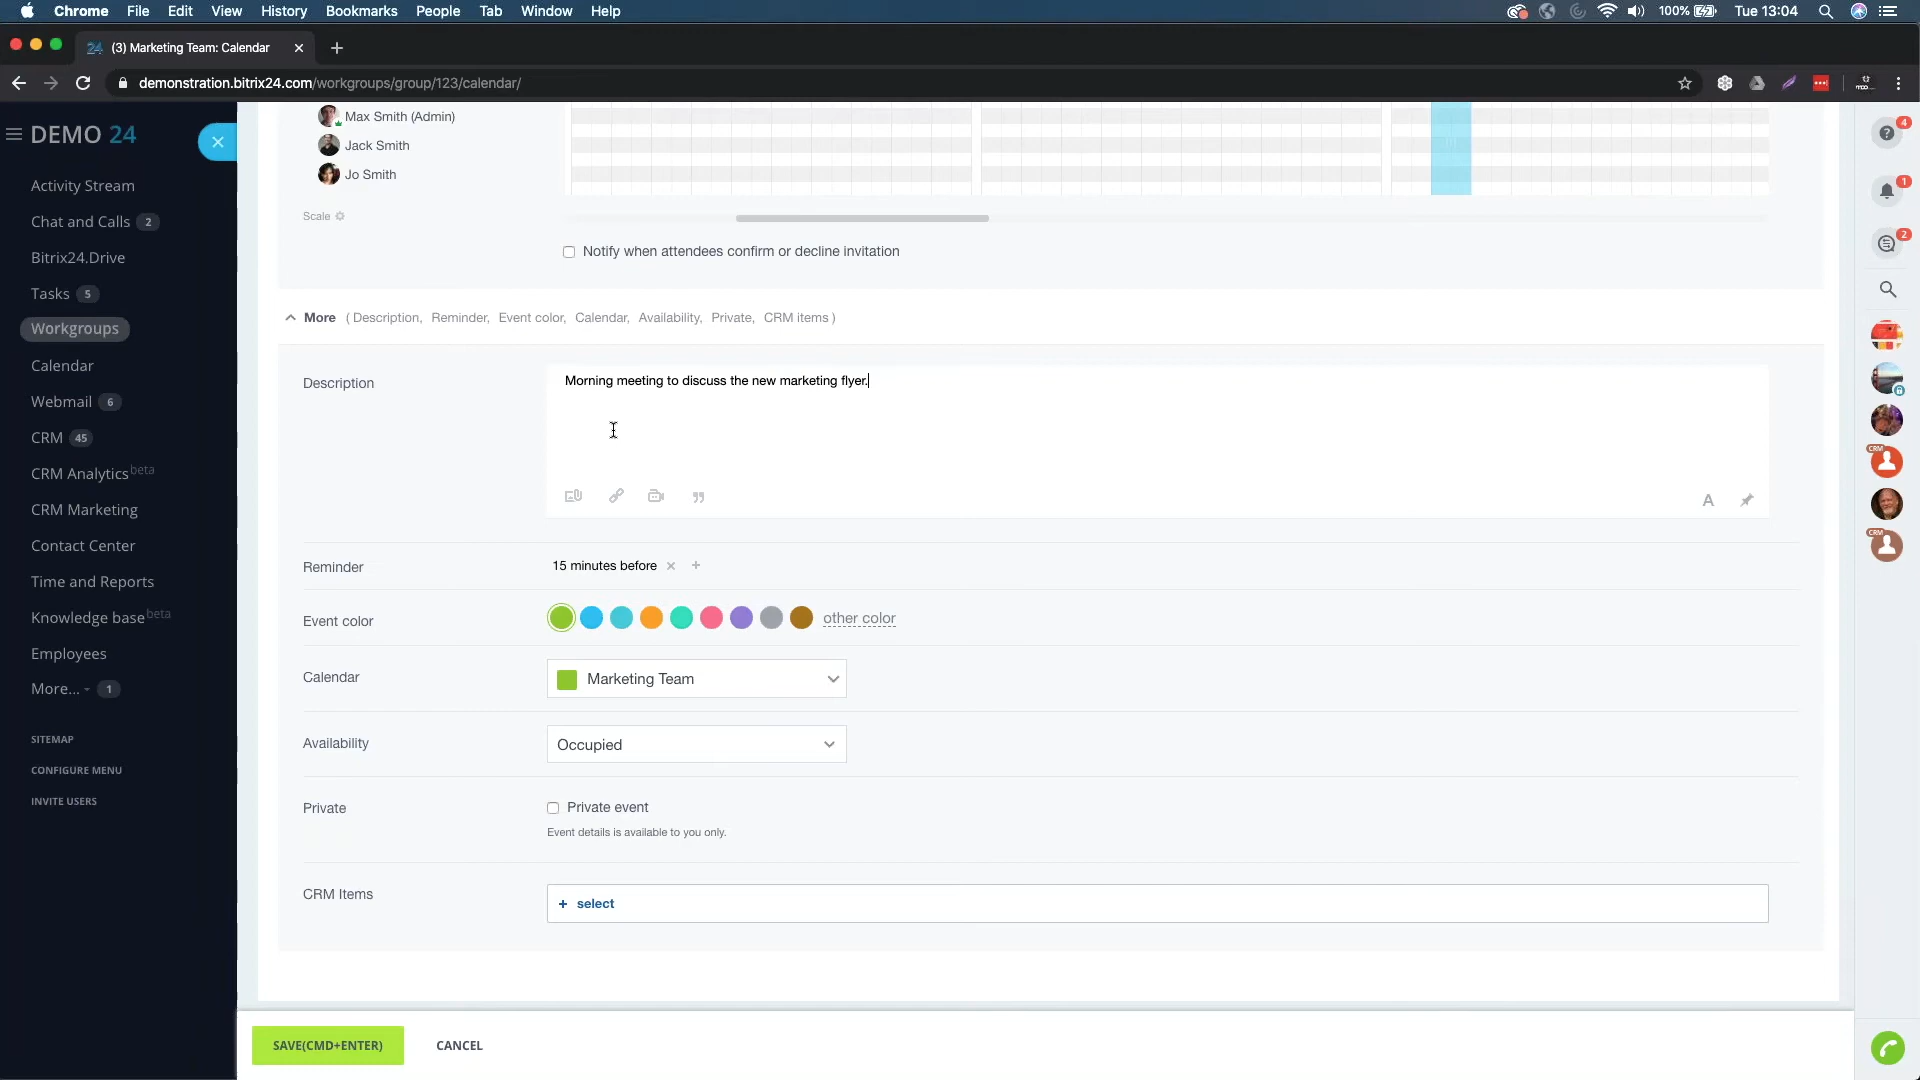 Chrome File Edit View History Bookmarks People Tab Window Help
100% Tue 13:04
24 (3) Marketing Team: Calendar
demonstration.bitrix24.com/workgroups/group/123/calendar/
DEMO 24
Activity Stream
Chat and Calls 2
Bitrix24.Drive
Tasks 5
Workgroups
Calendar
Webmail 6
CRM 45
CRM Analytics beta
CRM Marketing
Contact Center
Time and Reports
Knowledge base beta
Employees
More... 1
SITEMAP
CONFIGURE MENU
INVITE USERS
Max Smith (Admin)
Jack Smith
Jo Smith
Scale
Notify when attendees confirm or decline invitation
More ( Description, Reminder, Event color, Calendar, Availability, Private, CRM items )
Description
Morning meeting to discuss the new marketing flyer.
A
Reminder
15 minutes before
Event color
other color
Calendar
Marketing Team
Availability
Occupied
Private
Private event
Event details is available to you only.
CRM Items
+ select
SAVE(CMD+ENTER)
CANCEL
4
1
2
CRM
CRM